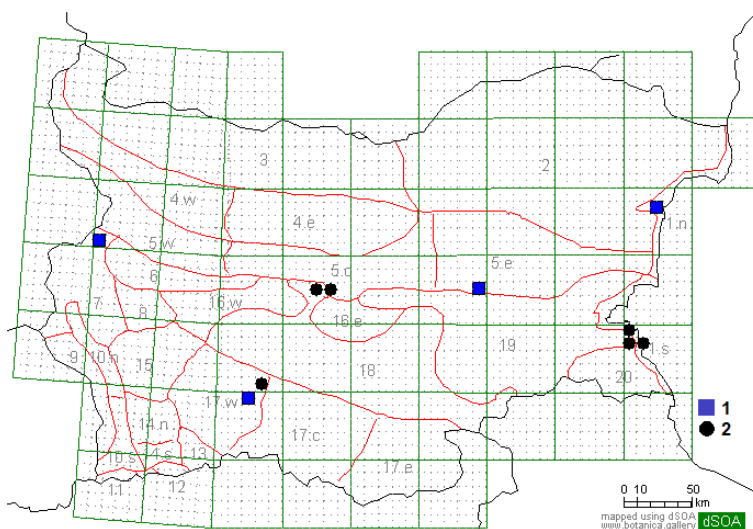 3
2
4.w
4.e
1.n
5.w
5.c
5.e
6
7
8
16.w
16.e
9
10.n
15
18
19
1.s
20
17.w
14.n
17.c
10.s
14.s
13
17.e
11
12
1
2
0 10 50
km
mapped using dSOA
www.botanica.gallery
dSOA